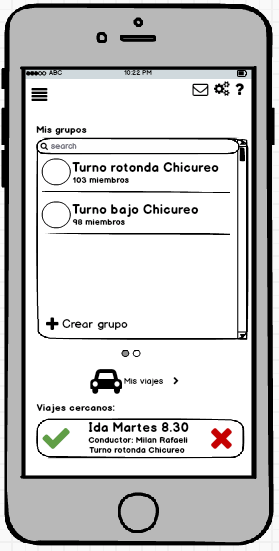 ABC 10:22 PM
?
Mis grupos
search
Turno rotonda Chicureo
103 miembros
Turno bajo Chicureo
98 miembros
+ Crear grupo
Mis viajes >
Viajes cercanos:
Ida Martes 8.30
Conductor: Milan Rafaeli
Turno rotonda Chicureo